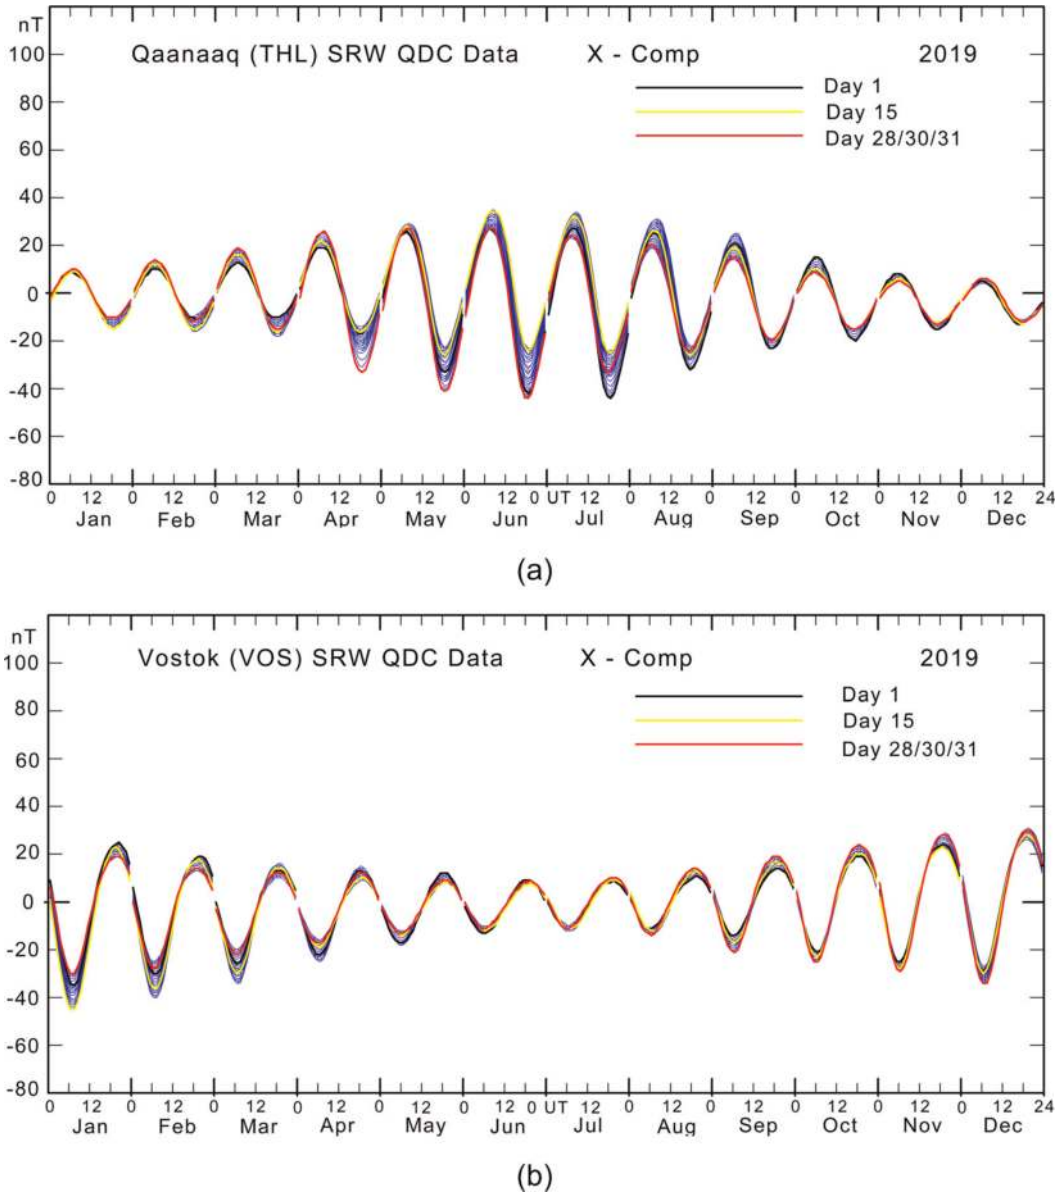 nT
Qaanaaq (THL) SRW QDC Data X - Comp 2019
100
Day 1
80
Day 15
Day 28/30/31
60
40
20
0
-20
-40
-60
-80
0 12 0 12 0 12 0 12 0 12 0 12 0 UT 12 0 12 0 12 0 12 0 12 0 12 24
Jan Feb Mar Apr May Jun Jul Aug Sep Oct Nov Dec
(a)
nT
Vostok (VOS) SRW QDC Data X - Comp 2019
100
Day 1
Day 15
80
Day 28/30/31
60
40
20
0
-20
-40
-60
-80
0 12 0 12 0 12 0 12 0 12 0 12 0 UT 12 0 12 0 12 0 12 0 12 0 12 24
Jan Feb Mar Apr May Jun Jul Aug Sep Oct Nov Dec
(b)